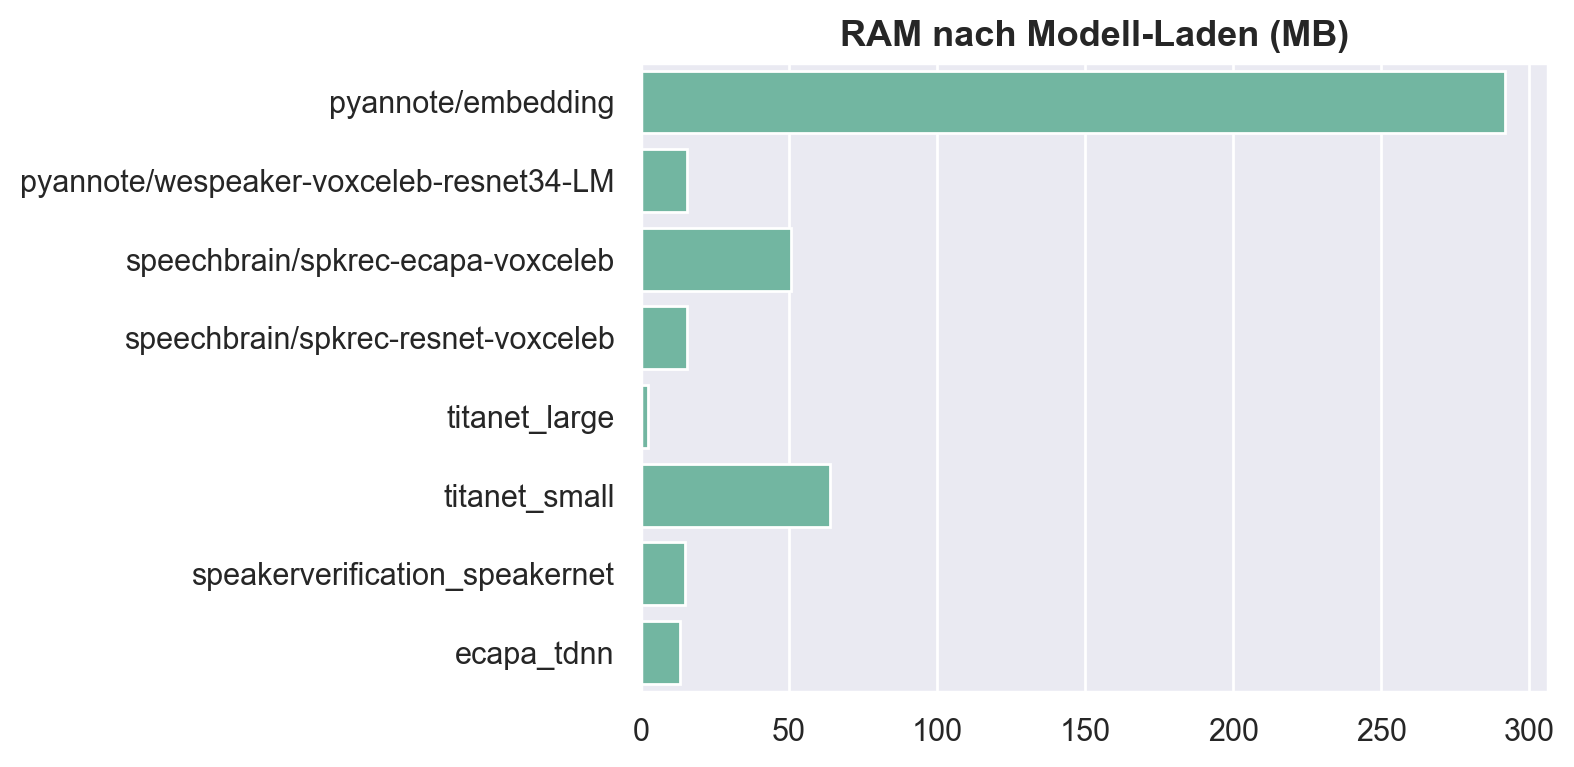 RAM nach Modell-Laden (MB)
pyannote/embedding
pyannote/wespeaker-voxceleb-resnet34-LM
speechbrain/spkrec-ecapa-voxceleb
speechbrain/spkrec-resnet-voxceleb
titanet_large
titanet_small
speakerverification_speakernet
ecapa_tdnn
0 50 100 150 200 250 300